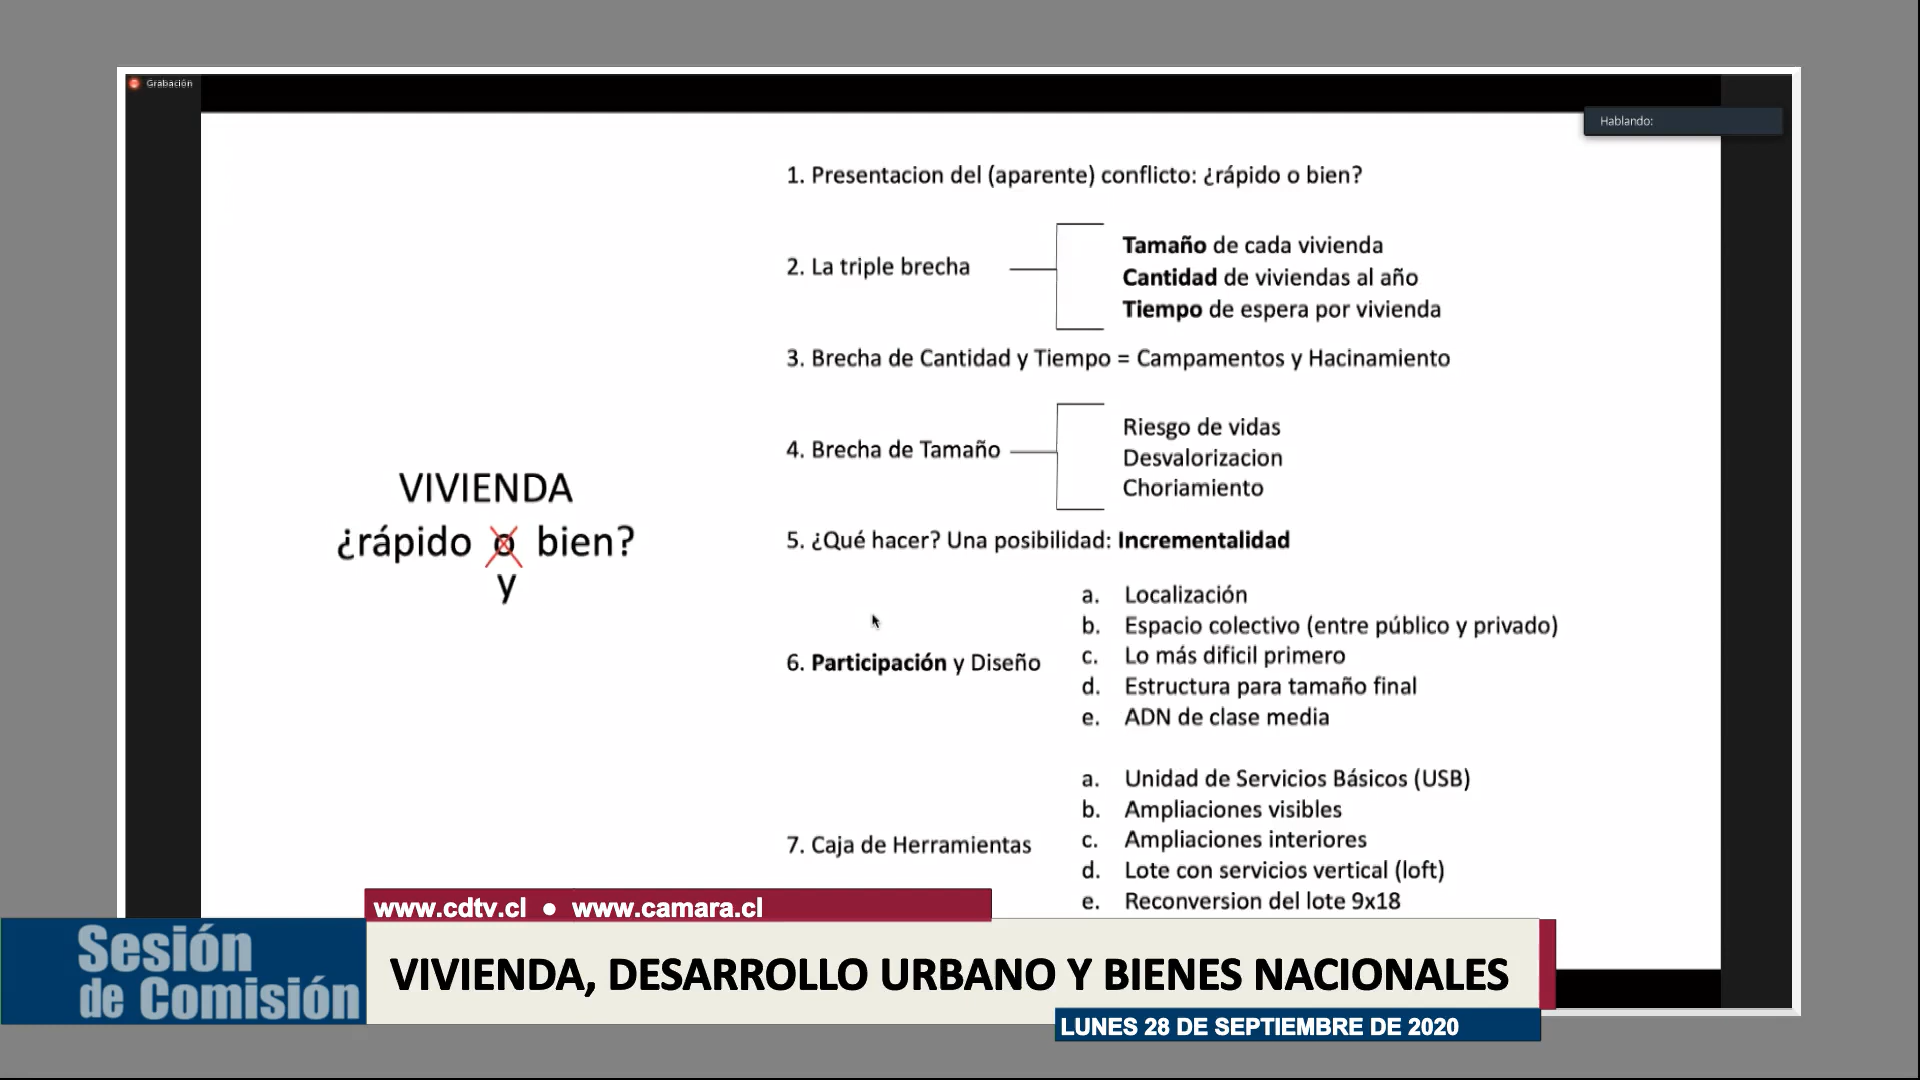 Grabación
Hablando:
VIVIENDA
¿rápido o bien?
y
1. Presentacion del (aparente) conflicto: ¿rápido o bien?
2. La triple brecha
Tamaño de cada vivienda
Cantidad de viviendas al año
Tiempo de espera por vivienda
3. Brecha de Cantidad y Tiempo = Campamentos y Hacinamiento
4. Brecha de Tamaño
Riesgo de vidas
Desvalorizacion
Choriamiento
5. ¿Qué hacer? Una posibilidad: Incrementalidad
6. Participación y Diseño
a. Localización
b. Espacio colectivo (entre público y privado)
c. Lo más dificil primero
d. Estructura para tamaño final
e. ADN de clase media
7. Caja de Herramientas
a. Unidad de Servicios Básicos (USB)
b. Ampliaciones visibles
c. Ampliaciones interiores
d. Lote con servicios vertical (loft)
e. Reconversion del lote 9x18
www.cdtv.cl ● www.camara.cl
Sesión
de Comisión
VIVIENDA, DESARROLLO URBANO Y BIENES NACIONALES
LUNES 28 DE SEPTIEMBRE DE 2020